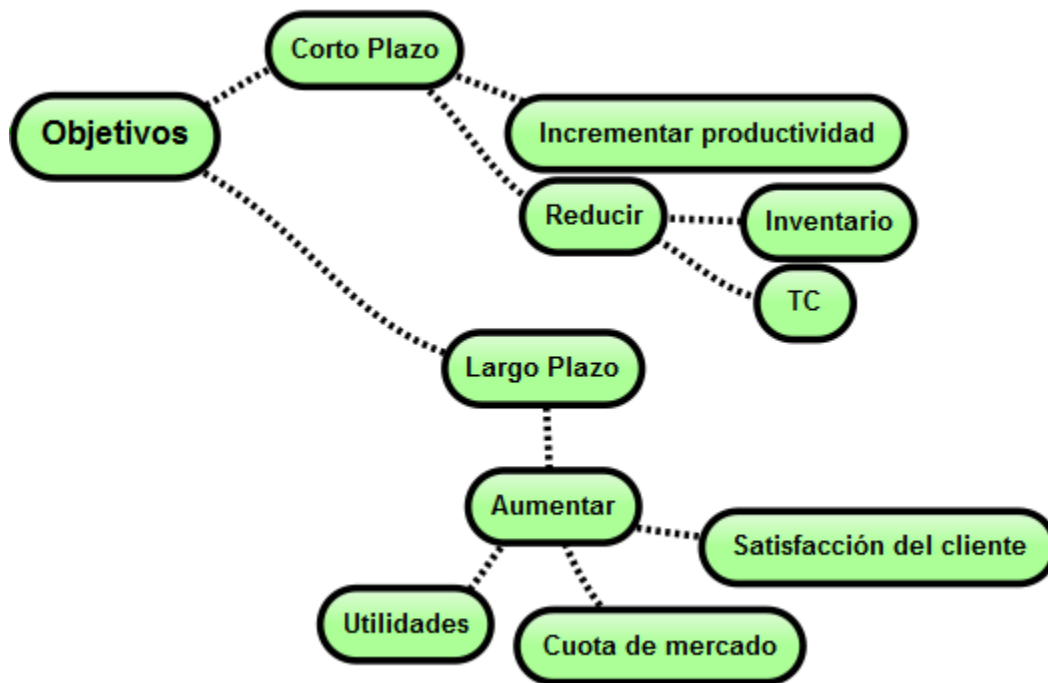 Corto Plazo
Objetivos
Incrementar productividad
Reducir
Inventario
TC
Largo Plazo
Aumentar
Satisfacción del cliente
Utilidades
Cuota de mercado